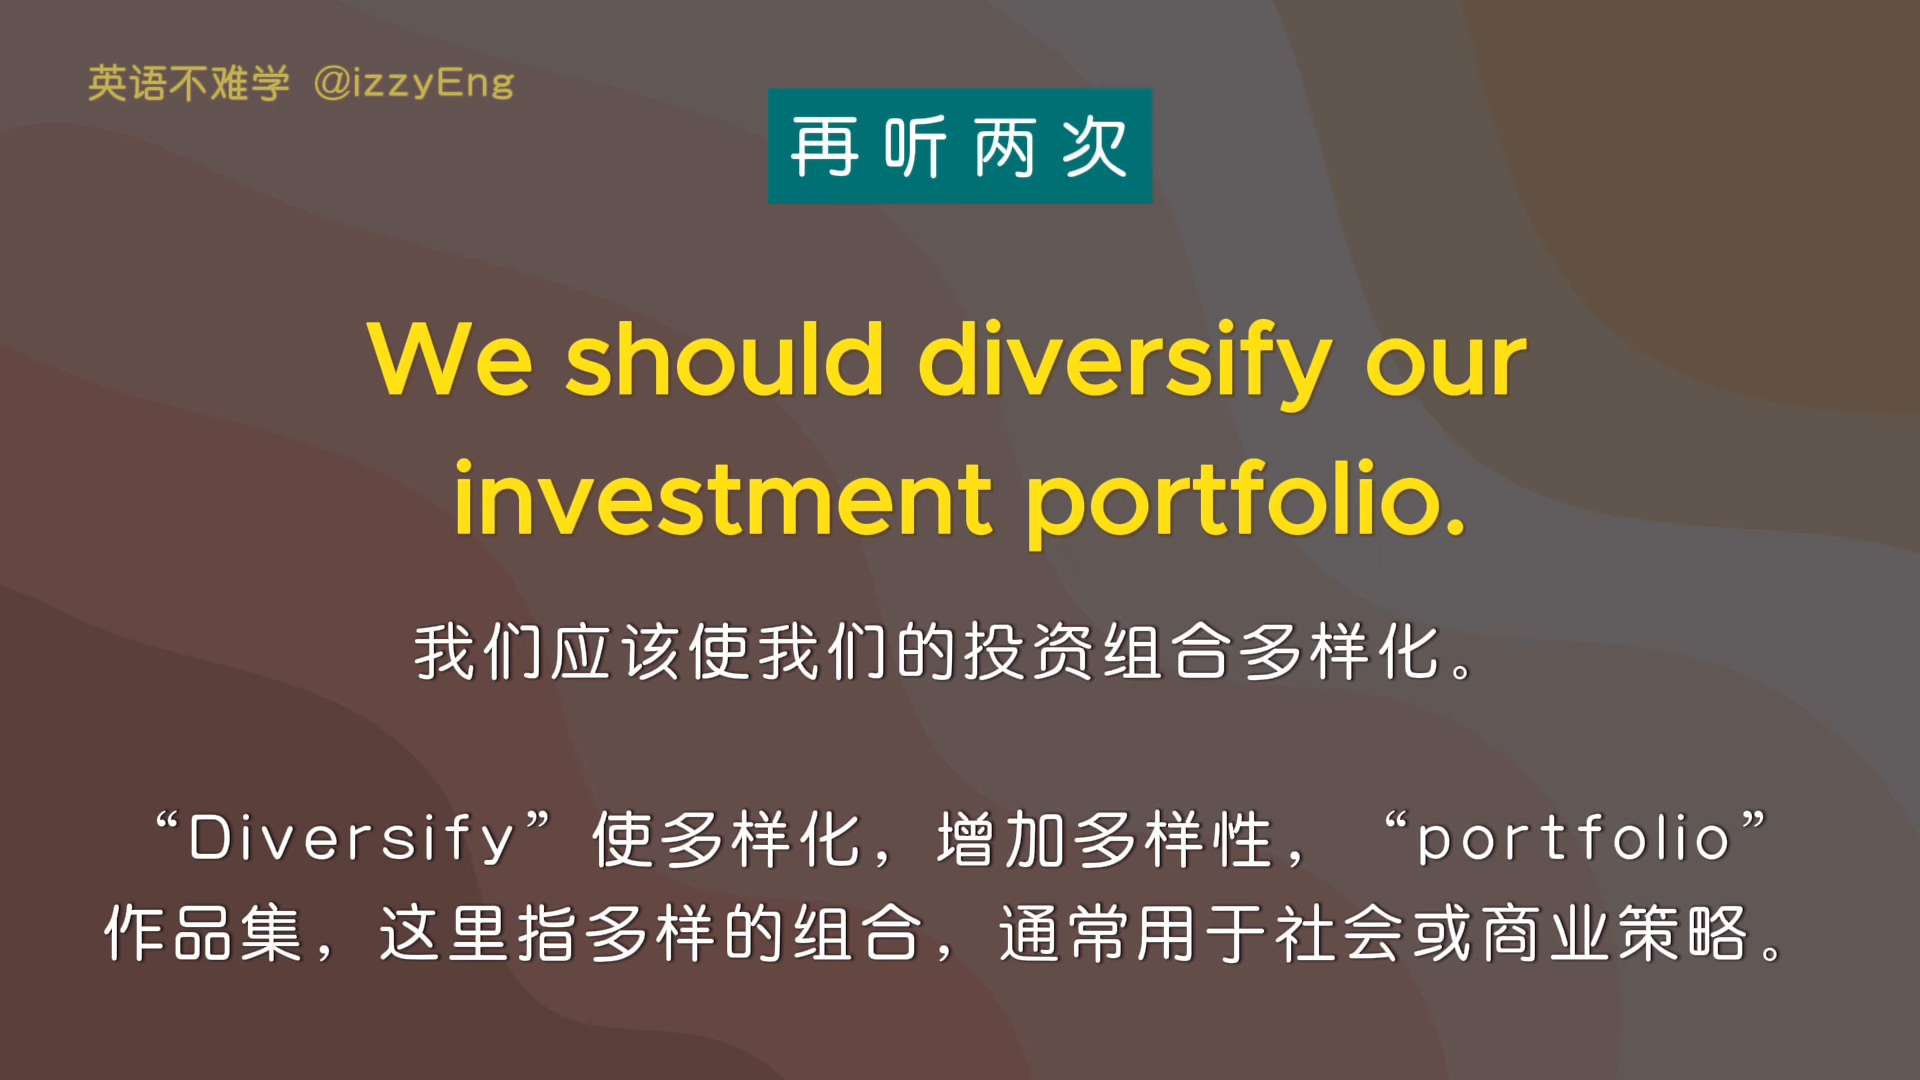 英语不难学 @izzyEng
再听两次
We should diversify our
investment portfolio.
我们应该使我们的投资组合多样化。
“Diversify”使多样化，增加多样性，“portfolio”
作品集，这里指多样的组合，通常用于社会或商业策略。